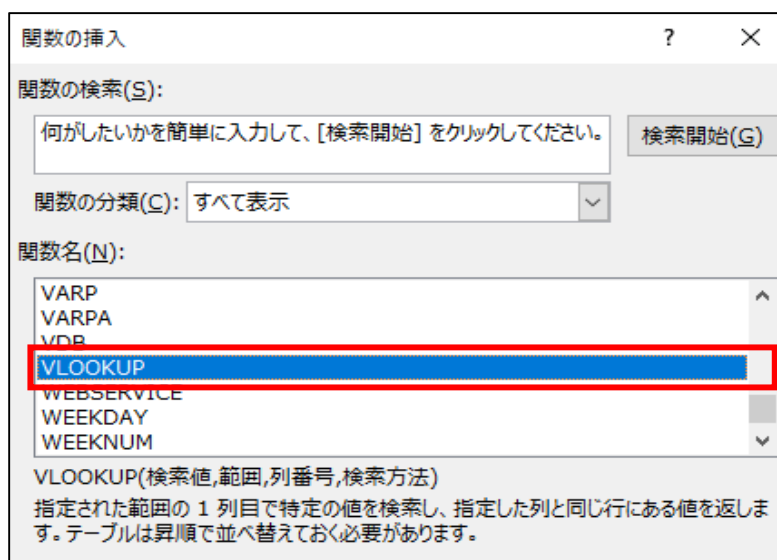 関数の挿入 ?
関数の検索(S):
何がしたいかを簡単に入力して、[検索開始] をクリックしてください。 検索開始(G)
関数の分類(C): すべて表示
関数名(N):
VARP
VARPA
VDB
VLOOKUP
WEBSERVICE
WEEKDAY
WEEKNUM
VLOOKUP(検索値,範囲,列番号,検索方法)
指定された範囲の 1 列目で特定の値を検索し、指定した列と同じ行にある値を返しま
す。テーブルは昇順で並べ替えておく必要があります。